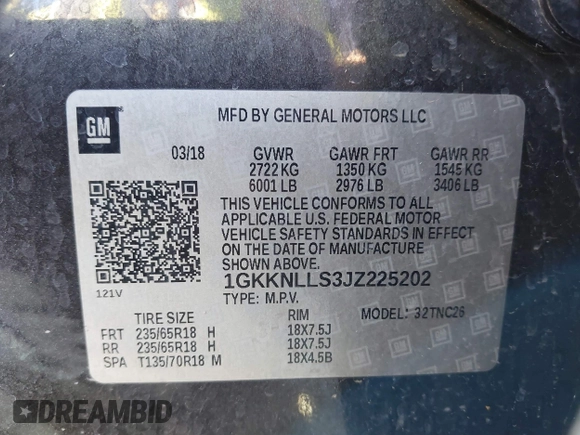 GM
MFD BY GENERAL MOTORS LLC
03/18 GVWR GAWR FRT GAWR RR
2722 KG 1350 KG 1545 KG
6001 LB 2976 LB 3406 LB
THIS VEHICLE CONFORMS TO ALL
APPLICABLE U.S. FEDERAL MOTOR
VEHICLE SAFETY STANDARDS IN EFFECT
ON THE DATE OF MANUFACTURE
SHOWN ABOVE.
1GKKNLLS3JZ225202
121V
TYPE: M.P.V.
TIRE SIZE RIM MODEL: 32TNC26
FRT 235/65R18 H 18X7.5J
RR 235/65R18 H 18X7.5J
SPA T135/70R18 M 18X4.5B
DREAMBID